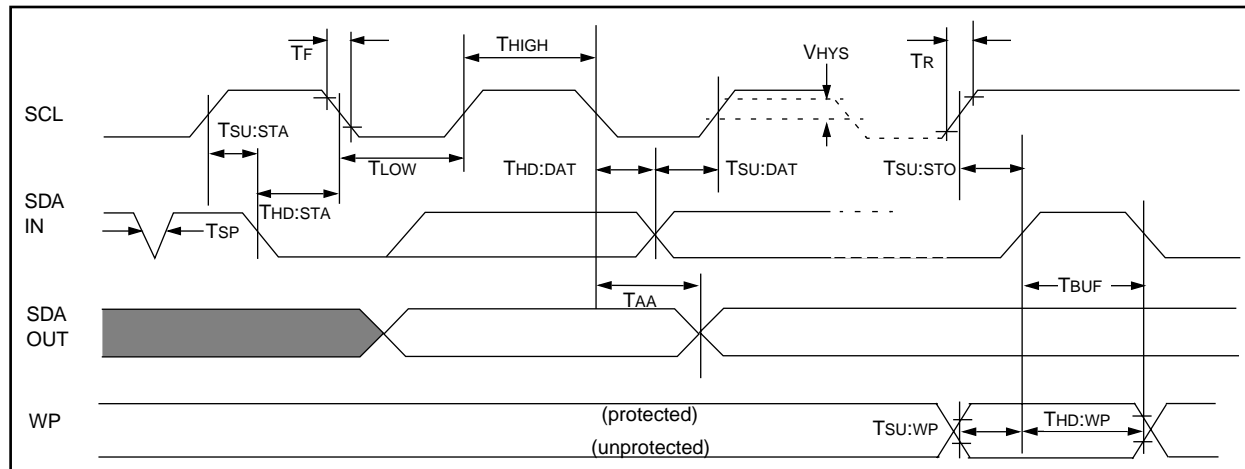 TF
THIGH
VHYS
TR
SCL
TSU:STA
TLOW
THD:DAT
TSU:DAT
TSU:STO
SDA
IN
TSP
THD:STA
TBUF
SDA
OUT
TAA
WP
(protected)
(unprotected)
TSU:WP
THD:WP